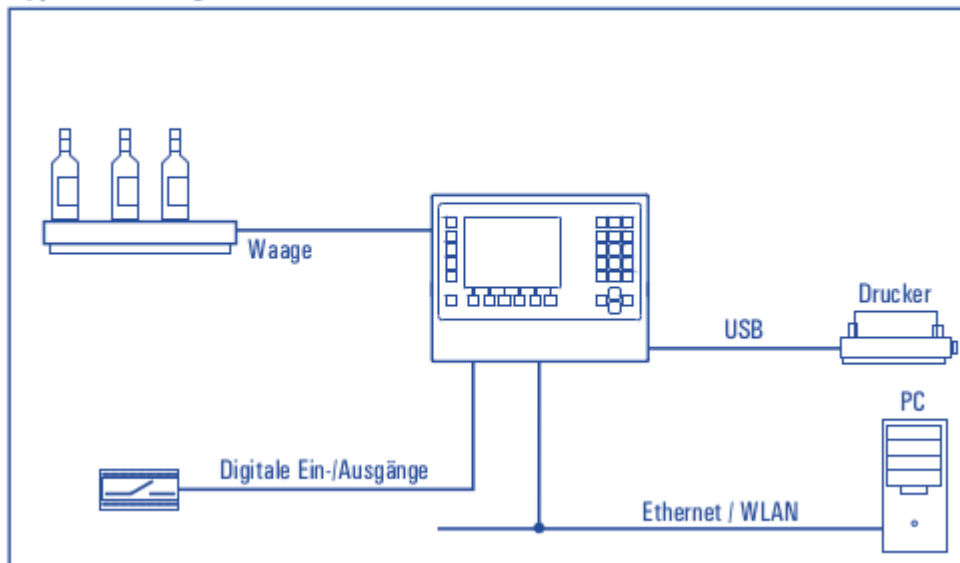 Waage
Drucker
USB
PC
Digitale Ein-/Ausgänge
Ethernet / WLAN